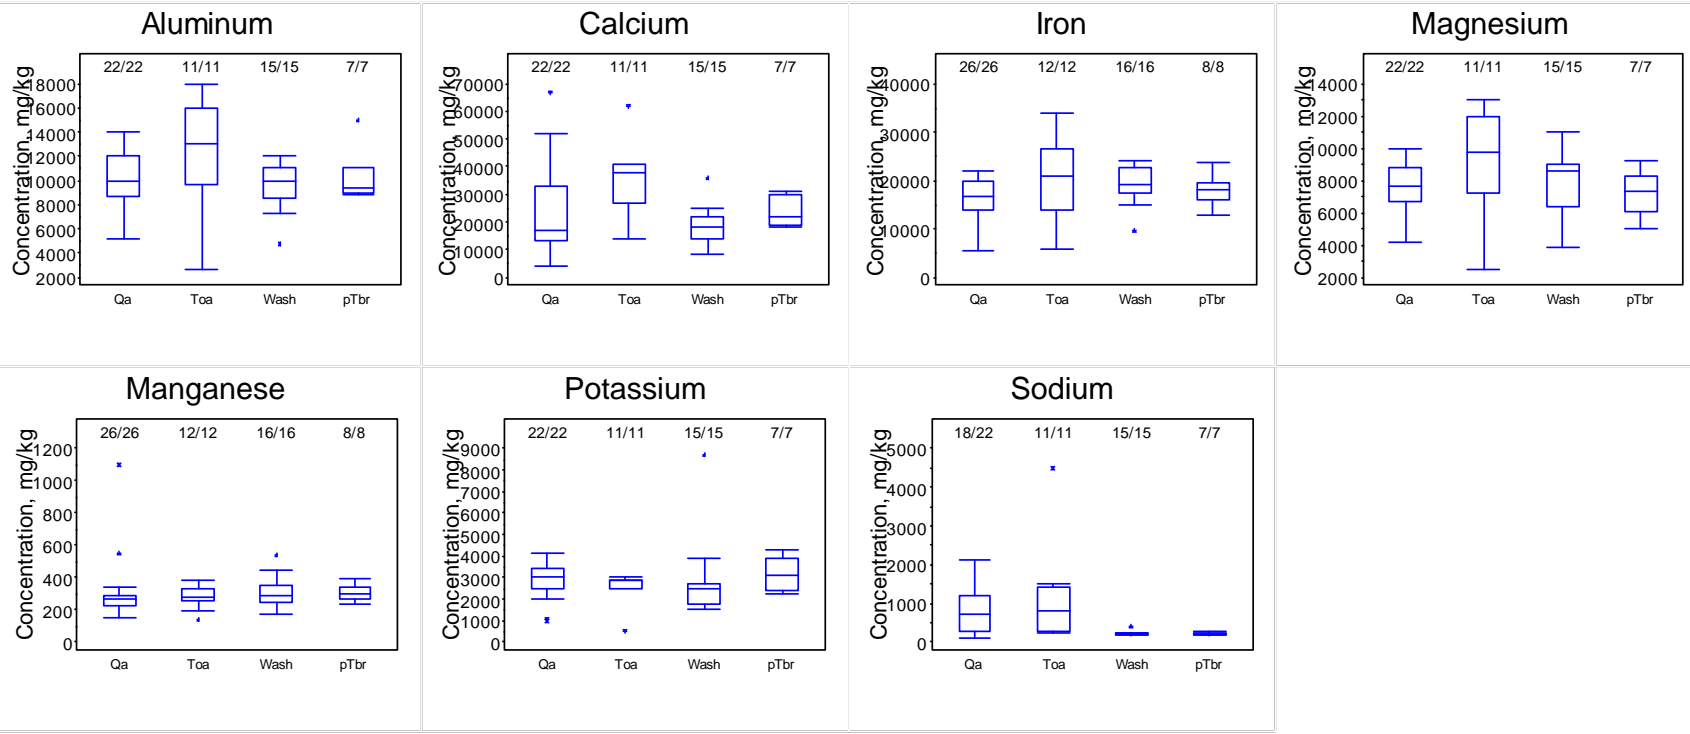 Aluminum
Concentration, mg/kg
22/22 11/11 15/15 7/7
18000
16000
14000
12000
10000
8000
6000
4000
2000
Qa Toa Wash pTbr
Calcium
Concentration, mg/kg
22/22 11/11 15/15 7/7
70000
60000
50000
40000
30000
20000
10000
0
Qa Toa Wash pTbr
Iron
Concentration, mg/kg
26/26 12/12 16/16 8/8
40000
30000
20000
10000
0
Qa Toa Wash pTbr
Magnesium
Concentration, mg/kg
22/22 11/11 15/15 7/7
14000
12000
10000
8000
6000
4000
2000
Qa Toa Wash pTbr
Manganese
Concentration, mg/kg
26/26 12/12 16/16 8/8
1200
1000
800
600
400
200
0
Qa Toa Wash pTbr
Potassium
Concentration, mg/kg
22/22 11/11 15/15 7/7
9000
8000
7000
6000
5000
4000
3000
2000
1000
0
Qa Toa Wash pTbr
Sodium
Concentration, mg/kg
18/22 11/11 15/15 7/7
5000
4000
3000
2000
1000
0
Qa Toa Wash pTbr